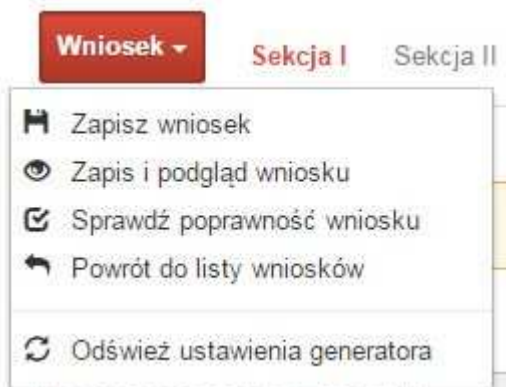 Wniosek
Sekcja I
Sekcja II
Zapisz wniosek
Zapis i podgląd wniosku
Sprawdź poprawność wniosku
Powrót do listy wniosków
Odśwież ustawienia generatora